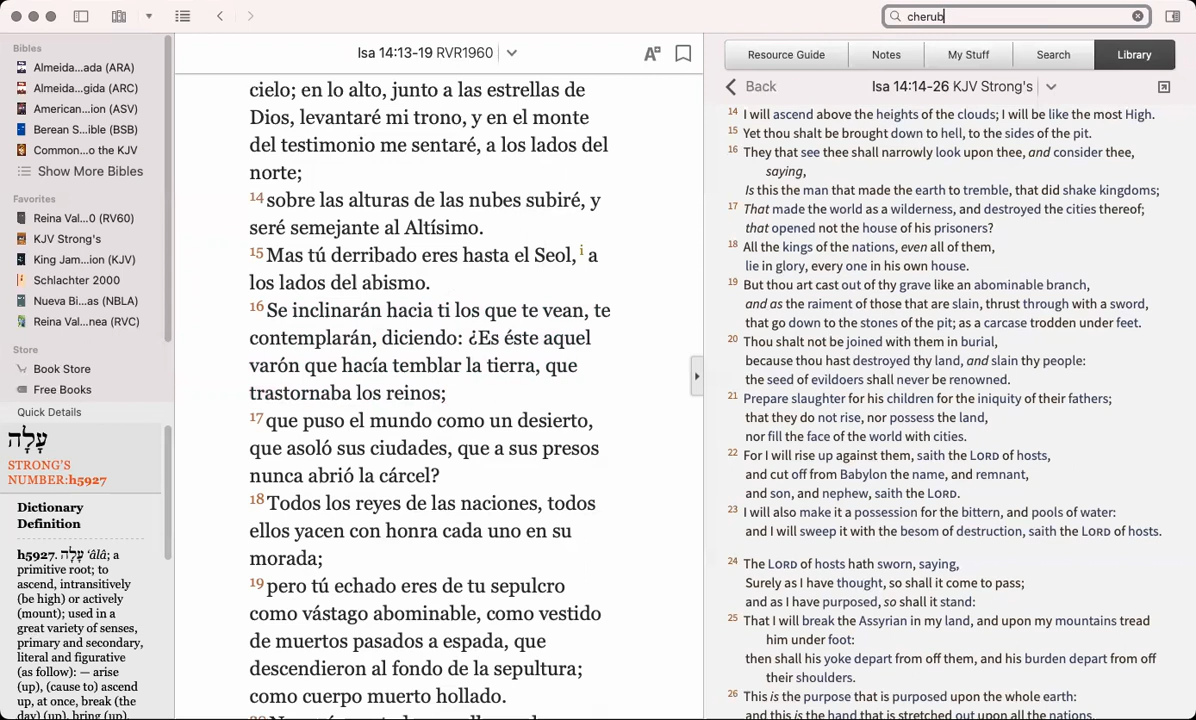 cherub
Bibles
Almeida...ada (ARA)
Almeida...gida (ARC)
American...ion (ASV)
Berean S...ible (BSB)
Common...o the KJV
Show More Bibles
Favorites
Reina Val...0 (RV60)
KJV Strong's
King Jam...ion (KJV)
Schlachter 2000
Nueva Bi...as (NBLA)
Reina Val...nea (RVC)
Store
Book Store
Free Books
Quick Details
עָלָה
STRONG'S
NUMBER:h5927
Dictionary
Definition
h5927. עָלָה ʻâlâ; a
primitive root; to
ascend, intransitively
(be high) or actively
(mount); used in a
great variety of senses,
primary and secondary,
literal and figurative
(as follow): — arise
(up), (cause to) ascend
up, at once, break (the
day) (up), bring (up),
Isa 14:13-19 RVR1960
cielo; en lo alto, junto a las estrellas de
Dios, levantaré mi trono, y en el monte
del testimonio me sentaré, a los lados del
norte;
14 sobre las alturas de las nubes subiré, y
seré semejante al Altísimo.
15 Mas tú derribado eres hasta el Seol, i a
los lados del abismo.
16 Se inclinarán hacia ti los que te vean, te
contemplarán, diciendo: ¿Es éste aquel
varón que hacía temblar la tierra, que
trastornaba los reinos;
17 que puso el mundo como un desierto,
que asoló sus ciudades, que a sus presos
nunca abrió la cárcel?
18 Todos los reyes de las naciones, todos
ellos yacen con honra cada uno en su
morada;
19 pero tú echado eres de tu sepulcro
como vástago abominable, como vestido
de muertos pasados a espada, que
descendieron al fondo de la sepultura;
como cuerpo muerto hollado.
Resource Guide
Notes
My Stuff
Search
Library
Back
Isa 14:14-26 KJV Strong's
14 I will ascend above the heights of the clouds; I will be like the most High.
15 Yet thou shalt be brought down to hell, to the sides of the pit.
16 They that see thee shall narrowly look upon thee, and consider thee,
saying,
Is this the man that made the earth to tremble, that did shake kingdoms;
17 That made the world as a wilderness, and destroyed the cities thereof;
that opened not the house of his prisoners?
18 All the kings of the nations, even all of them,
lie in glory, every one in his own house.
19 But thou art cast out of thy grave like an abominable branch,
and as the raiment of those that are slain, thrust through with a sword,
that go down to the stones of the pit; as a carcase trodden under feet.
20 Thou shalt not be joined with them in burial,
because thou hast destroyed thy land, and slain thy people:
the seed of evildoers shall never be renowned.
21 Prepare slaughter for his children for the iniquity of their fathers;
that they do not rise, nor possess the land,
nor fill the face of the world with cities.
22 For I will rise up against them, saith the LORD of hosts,
and cut off from Babylon the name, and remnant,
and son, and nephew, saith the LORD.
23 I will also make it a possession for the bittern, and pools of water:
and I will sweep it with the besom of destruction, saith the LORD of hosts.
24 The LORD of hosts hath sworn, saying,
Surely as I have thought, so shall it come to pass;
and as I have purposed, so shall it stand:
25 That I will break the Assyrian in my land, and upon my mountains tread
him under foot:
then shall his yoke depart from off them, and his burden depart from off
their shoulders.
26 This is the purpose that is purposed upon the whole earth:
and this is the hand that is stretched out upon all the nations.